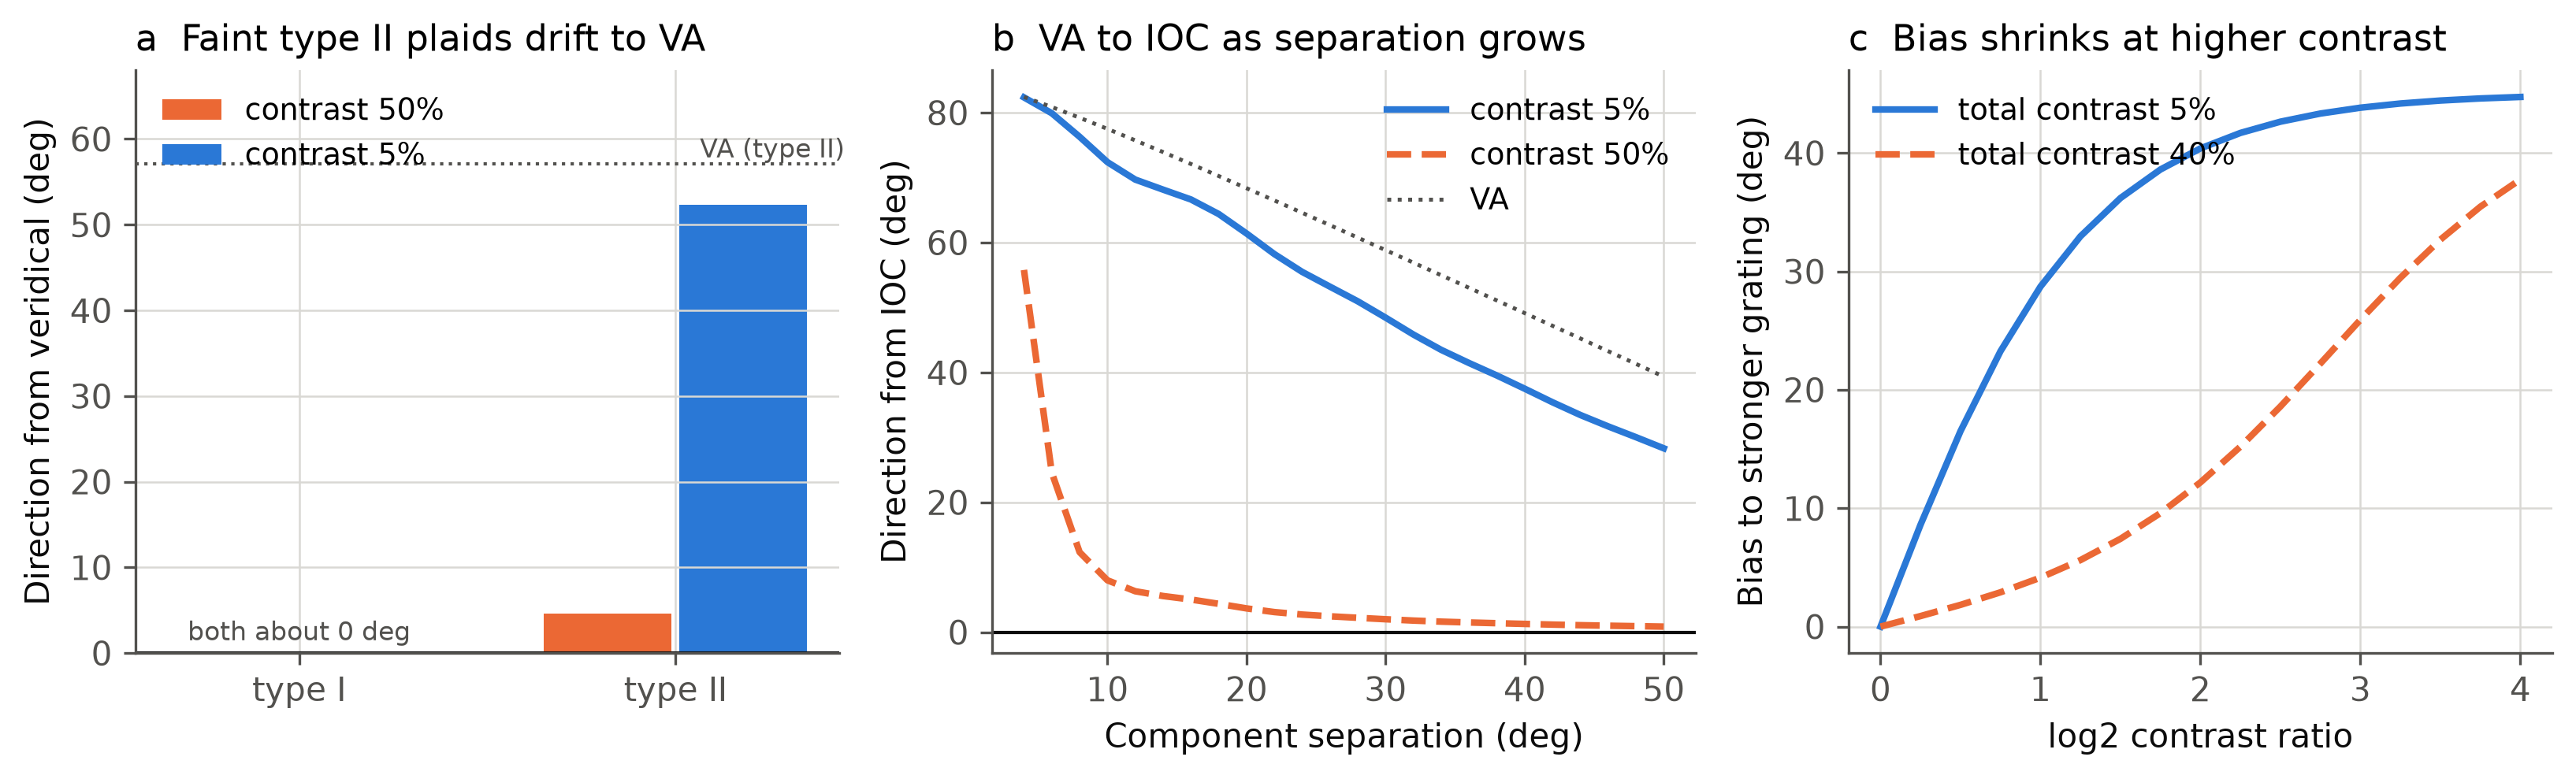 a Faint type II plaids drift to VA
Direction from veridical (deg)
60
50
40
30
20
10
0
contrast 50%
contrast 5%
VA (type II)
both about 0 deg
type I
type II
b VA to IOC as separation grows
Direction from IOC (deg)
80
60
40
20
0
contrast 5%
contrast 50%
VA
10
20
30
40
50
Component separation (deg)
c Bias shrinks at higher contrast
Bias to stronger grating (deg)
40
30
20
10
0
total contrast 5%
total contrast 40%
0
1
2
3
4
log2 contrast ratio